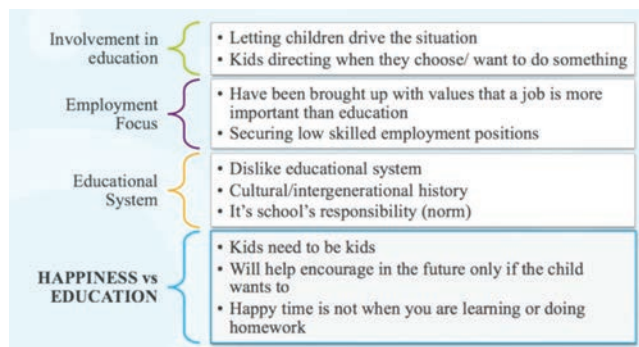 Involvement in
education
• Letting children drive the situation
• Kids directing when they choose/ want to do something
Employment
Focus
• Have been brought up with values that a job is more
important than education
• Securing low skilled employment positions
Educational
System
• Dislike educational system
• Cultural/intergenerational history
• It's school's responsibility (norm)
HAPPINESS vs
EDUCATION
• Kids need to be kids
• Will help encourage in the future only if the child
wants to
• Happy time is not when you are learning or doing
homework